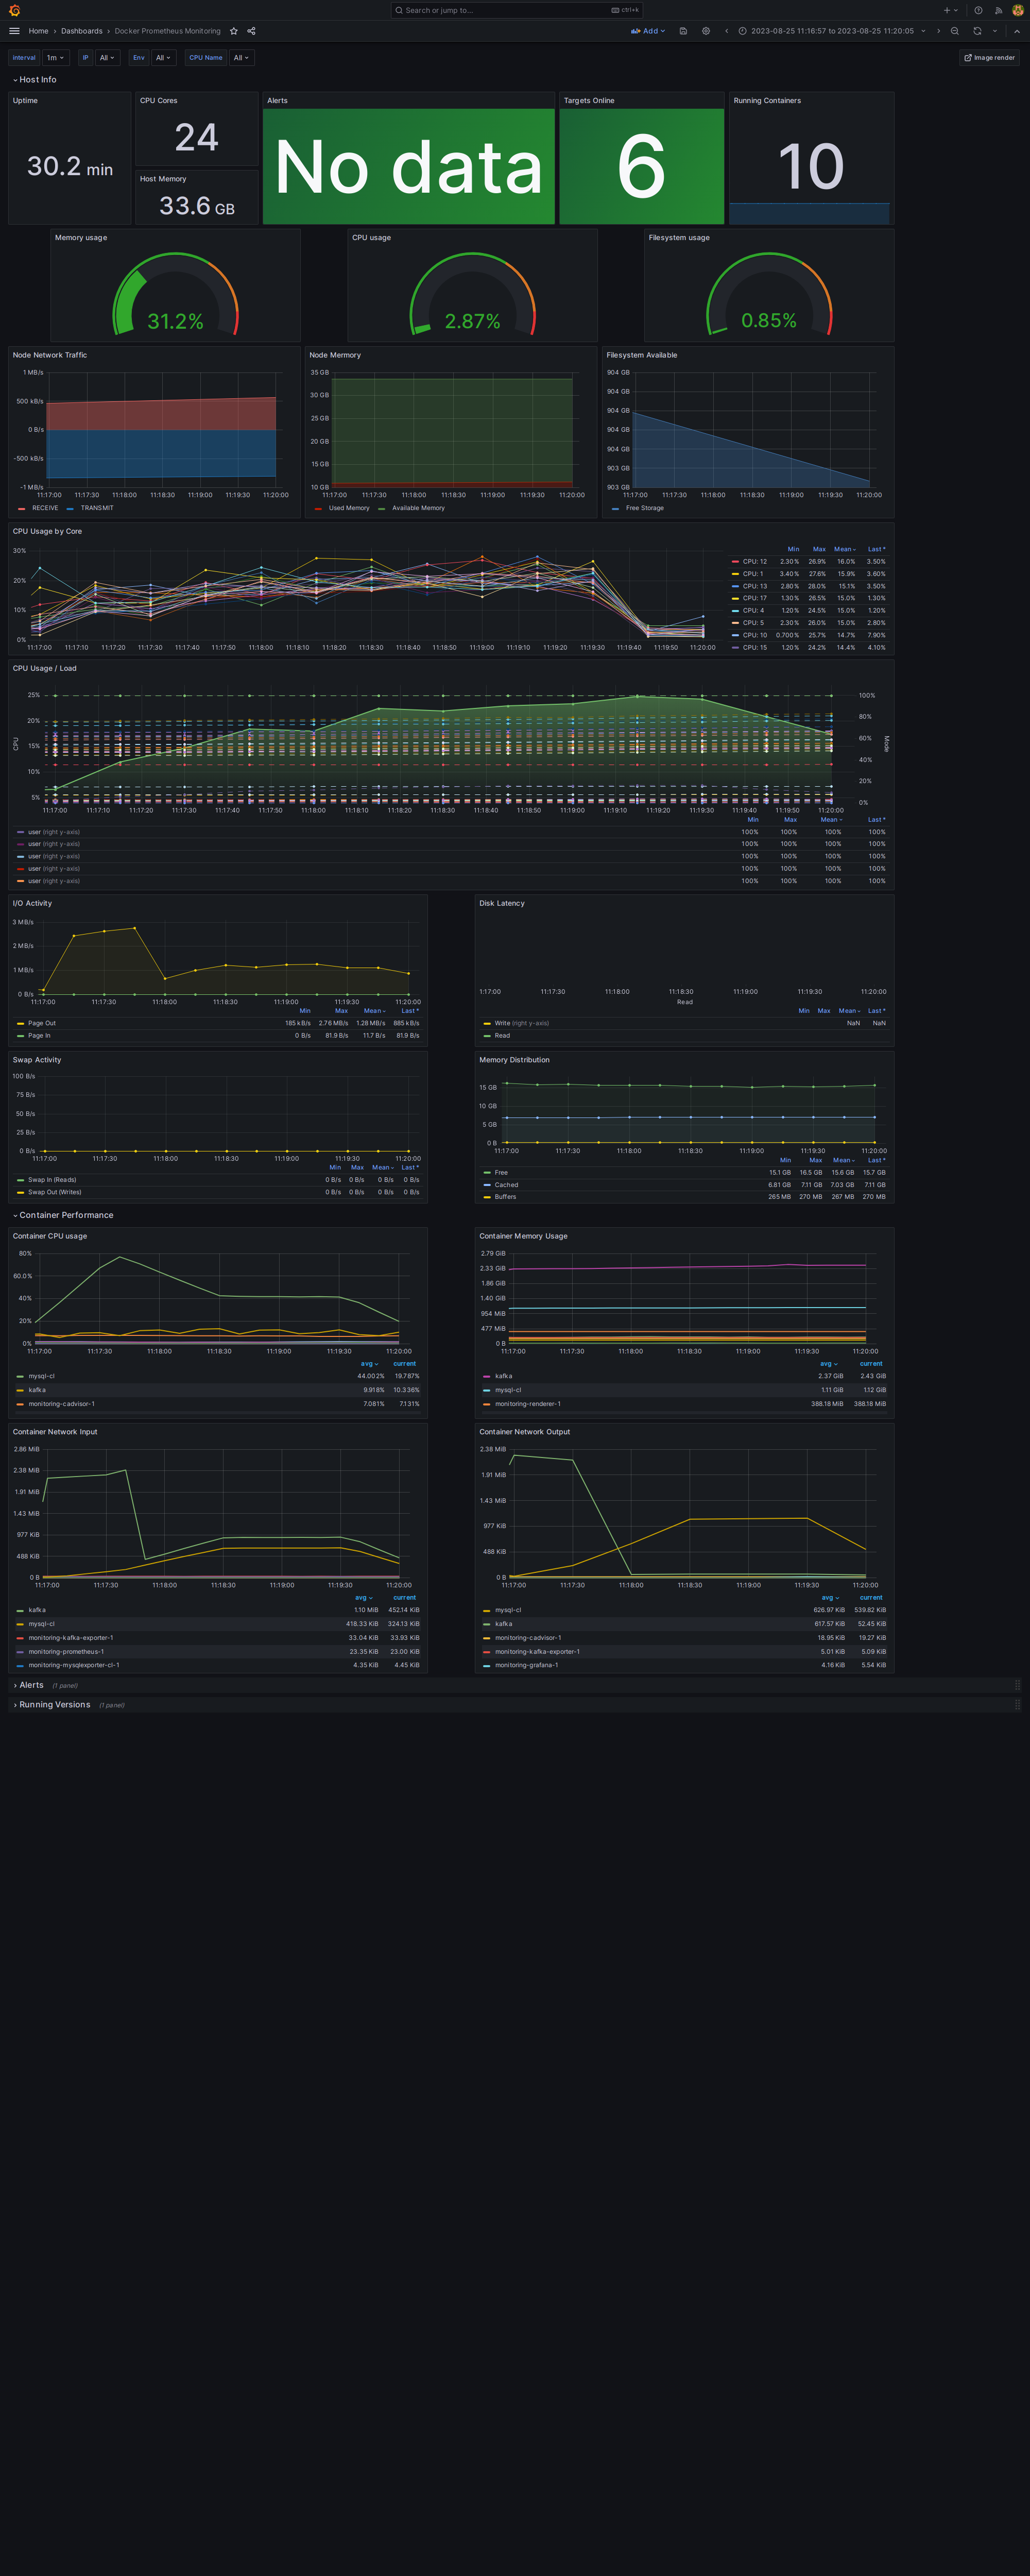 Search or jump to... ctrl+k
Home › Dashboards › Docker Prometheus Monitoring Add 2023-08-25 11:16:57 to 2023-08-25 11:20:05
Interval 1m IP All Env All CPU Name All Image render
Host Info
Uptime
30.2 min
CPU Cores
24
Host Memory
33.6 GB
Alerts
No data
Targets Online
6
Running Containers
10
Memory usage
31.2%
CPU usage
2.87%
Filesystem usage
0.85%
Node Network Traffic
1 MB/s
500 kB/s
0 B/s
-500 kB/s
-1 MB/s
11:17:00 11:17:30 11:18:00 11:18:30 11:19:00 11:19:30 11:20:00
RECEIVE TRANSMIT
Node Mermory
35 GB
30 GB
25 GB
20 GB
15 GB
10 GB
11:17:00 11:17:30 11:18:00 11:18:30 11:19:00 11:19:30 11:20:00
Used Memory Available Memory
Filesystem Available
904 GB
904 GB
904 GB
904 GB
904 GB
903 GB
903 GB
11:17:00 11:17:30 11:18:00 11:18:30 11:19:00 11:19:30 11:20:00
Free Storage
CPU Usage by Core
30%
20%
10%
0%
11:17:00 11:17:10 11:17:20 11:17:30 11:17:40 11:17:50 11:18:00 11:18:10 11:18:20 11:18:30 11:18:40 11:18:50 11:19:00 11:19:10 11:19:20 11:19:30 11:19:40 11:19:50 11:20:00
Min Max Mean Last *
CPU: 12 2.30% 26.9% 16.0% 3.50%
CPU: 1 3.40% 27.6% 15.9% 3.60%
CPU: 13 2.80% 28.0% 15.1% 3.50%
CPU: 17 1.30% 26.5% 15.0% 1.30%
CPU: 4 1.20% 24.5% 15.0% 1.20%
CPU: 5 2.30% 26.0% 15.0% 2.80%
CPU: 10 0.700% 25.7% 14.7% 7.90%
CPU: 15 1.20% 24.2% 14.4% 4.10%
CPU Usage / Load
25%
20%
15%
10%
5%
CPU
100%
80%
60%
40%
20%
0%
Mode
11:17:00 11:17:10 11:17:20 11:17:30 11:17:40 11:17:50 11:18:00 11:18:10 11:18:20 11:18:30 11:18:40 11:18:50 11:19:00 11:19:10 11:19:20 11:19:30 11:19:40 11:19:50 11:20:00
Min Max Mean Last *
user (right y-axis) 100% 100% 100% 100%
user (right y-axis) 100% 100% 100% 100%
user (right y-axis) 100% 100% 100% 100%
user (right y-axis) 100% 100% 100% 100%
user (right y-axis) 100% 100% 100% 100%
I/O Activity
3 MB/s
2 MB/s
1 MB/s
0 B/s
11:17:00 11:17:30 11:18:00 11:18:30 11:19:00 11:19:30 11:20:00
Min Max Mean Last *
Page Out 185 kB/s 2.76 MB/s 1.28 MB/s 885 kB/s
Page In 0 B/s 81.9 B/s 11.7 B/s 81.9 B/s
Disk Latency
1:17:00 11:17:30 11:18:00 11:18:30 11:19:00 11:19:30 11:20:00
Read
Min Max Mean Last *
Write (right y-axis) NaN NaN
Read
Swap Activity
100 B/s
75 B/s
50 B/s
25 B/s
0 B/s
11:17:00 11:17:30 11:18:00 11:18:30 11:19:00 11:19:30 11:20:00
Min Max Mean Last *
Swap In (Reads) 0 B/s 0 B/s 0 B/s 0 B/s
Swap Out (Writes) 0 B/s 0 B/s 0 B/s 0 B/s
Memory Distribution
15 GB
10 GB
5 GB
0 B
11:17:00 11:17:30 11:18:00 11:18:30 11:19:00 11:19:30 11:20:00
Min Max Mean Last *
Free 15.1 GB 16.5 GB 15.6 GB 15.7 GB
Cached 6.81 GB 7.11 GB 7.03 GB 7.11 GB
Buffers 265 MB 270 MB 267 MB 270 MB
Container Performance
Container CPU usage
80%
60.0%
40%
20%
0%
11:17:00 11:17:30 11:18:00 11:18:30 11:19:00 11:19:30 11:20:00
avg current
mysql-cl 44.002% 19.787%
kafka 9.918% 10.336%
monitoring-cadvisor-1 7.081% 7.131%
Container Memory Usage
2.79 GiB
2.33 GiB
1.86 GiB
1.40 GiB
954 MiB
477 MiB
0 B
11:17:00 11:17:30 11:18:00 11:18:30 11:19:00 11:19:30 11:20:00
avg current
kafka 2.37 GiB 2.43 GiB
mysql-cl 1.11 GiB 1.12 GiB
monitoring-renderer-1 388.18 MiB 388.18 MiB
Container Network Input
2.86 MiB
2.38 MiB
1.91 MiB
1.43 MiB
977 KiB
488 KiB
0 B
11:17:00 11:17:30 11:18:00 11:18:30 11:19:00 11:19:30 11:20:00
avg current
kafka 1.10 MiB 452.14 KiB
mysql-cl 418.33 KiB 324.13 KiB
monitoring-kafka-exporter-1 33.04 KiB 33.93 KiB
monitoring-prometheus-1 23.35 KiB 23.00 KiB
monitoring-mysqlexporter-cl-1 4.35 KiB 4.45 KiB
Container Network Output
2.38 MiB
1.91 MiB
1.43 MiB
977 KiB
488 KiB
0 B
11:17:00 11:17:30 11:18:00 11:18:30 11:19:00 11:19:30 11:20:00
avg current
mysql-cl 626.97 KiB 539.82 KiB
kafka 617.57 KiB 52.45 KiB
monitoring-cadvisor-1 18.95 KiB 19.27 KiB
monitoring-kafka-exporter-1 5.01 KiB 5.09 KiB
monitoring-grafana-1 4.16 KiB 5.54 KiB
Alerts (1 panel)
Running Versions (1 panel)